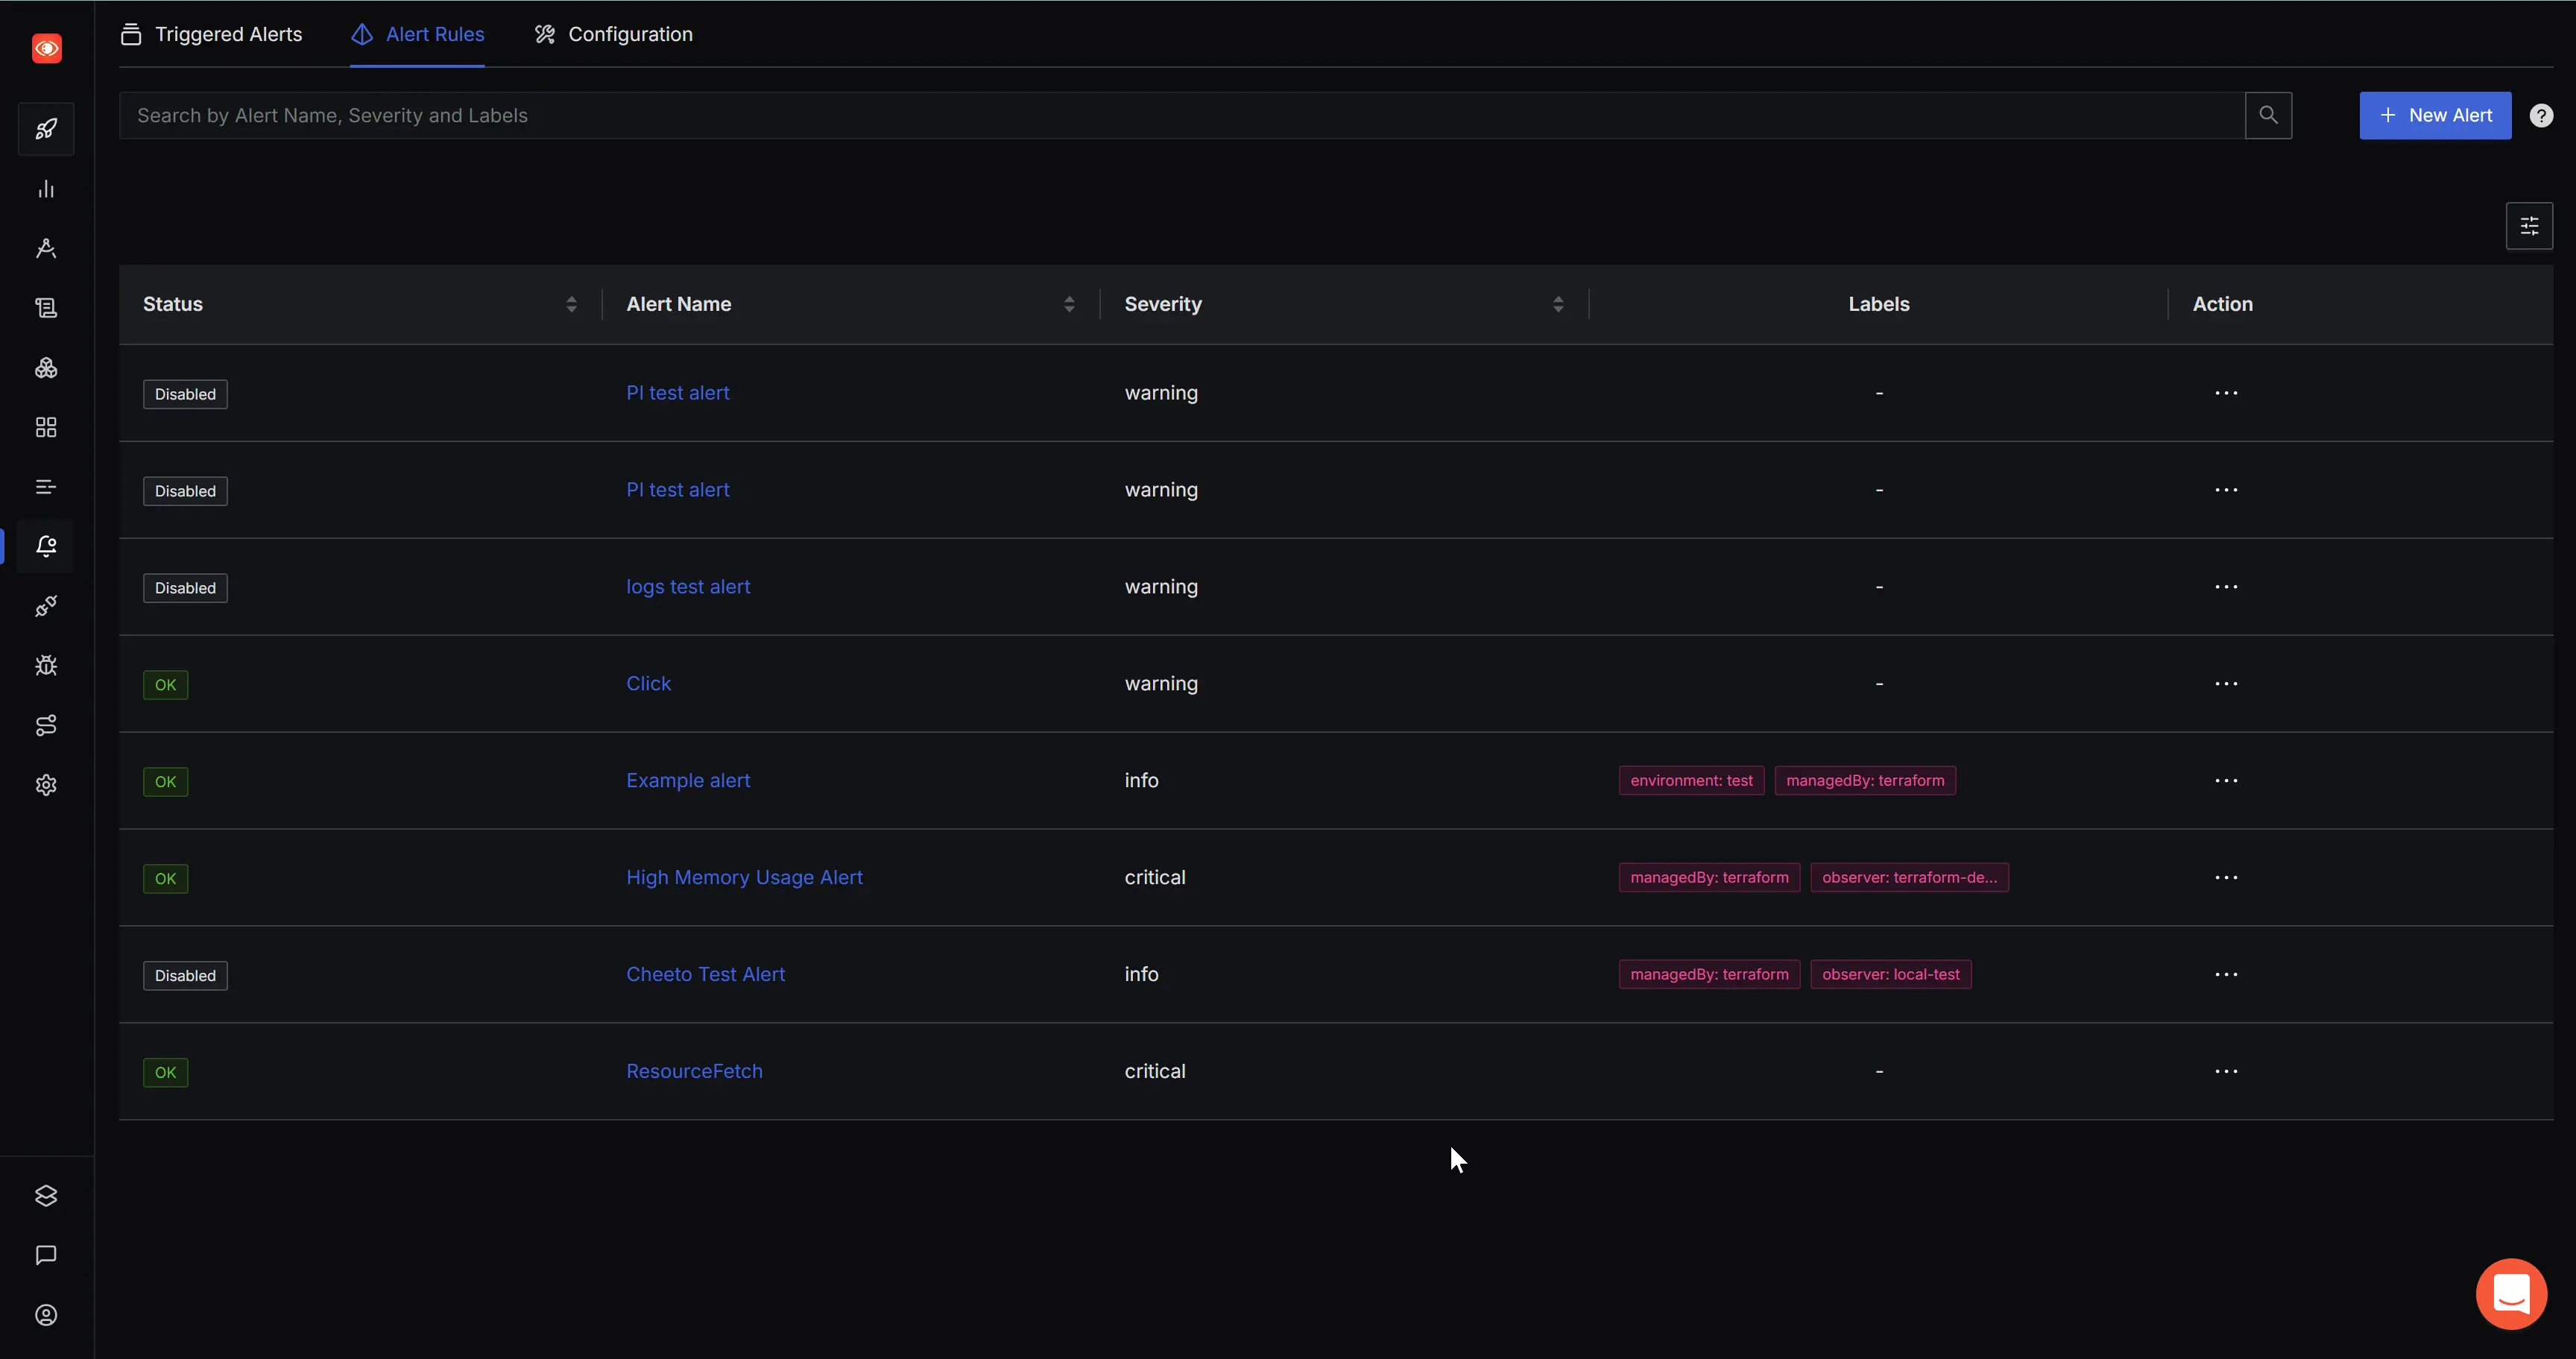 Triggered Alerts Alert Rules Configuration
Search by Alert Name, Severity and Labels
+ New Alert ?
Status Alert Name Severity Labels Action
Disabled PI test alert warning - ...
Disabled PI test alert warning - ...
Disabled logs test alert warning - ...
OK Click warning - ...
OK Example alert info environment: test managedBy: terraform ...
OK High Memory Usage Alert critical managedBy: terraform observer: terraform-de... ...
Disabled Cheeto Test Alert info managedBy: terraform observer: local-test ...
OK ResourceFetch critical - ...